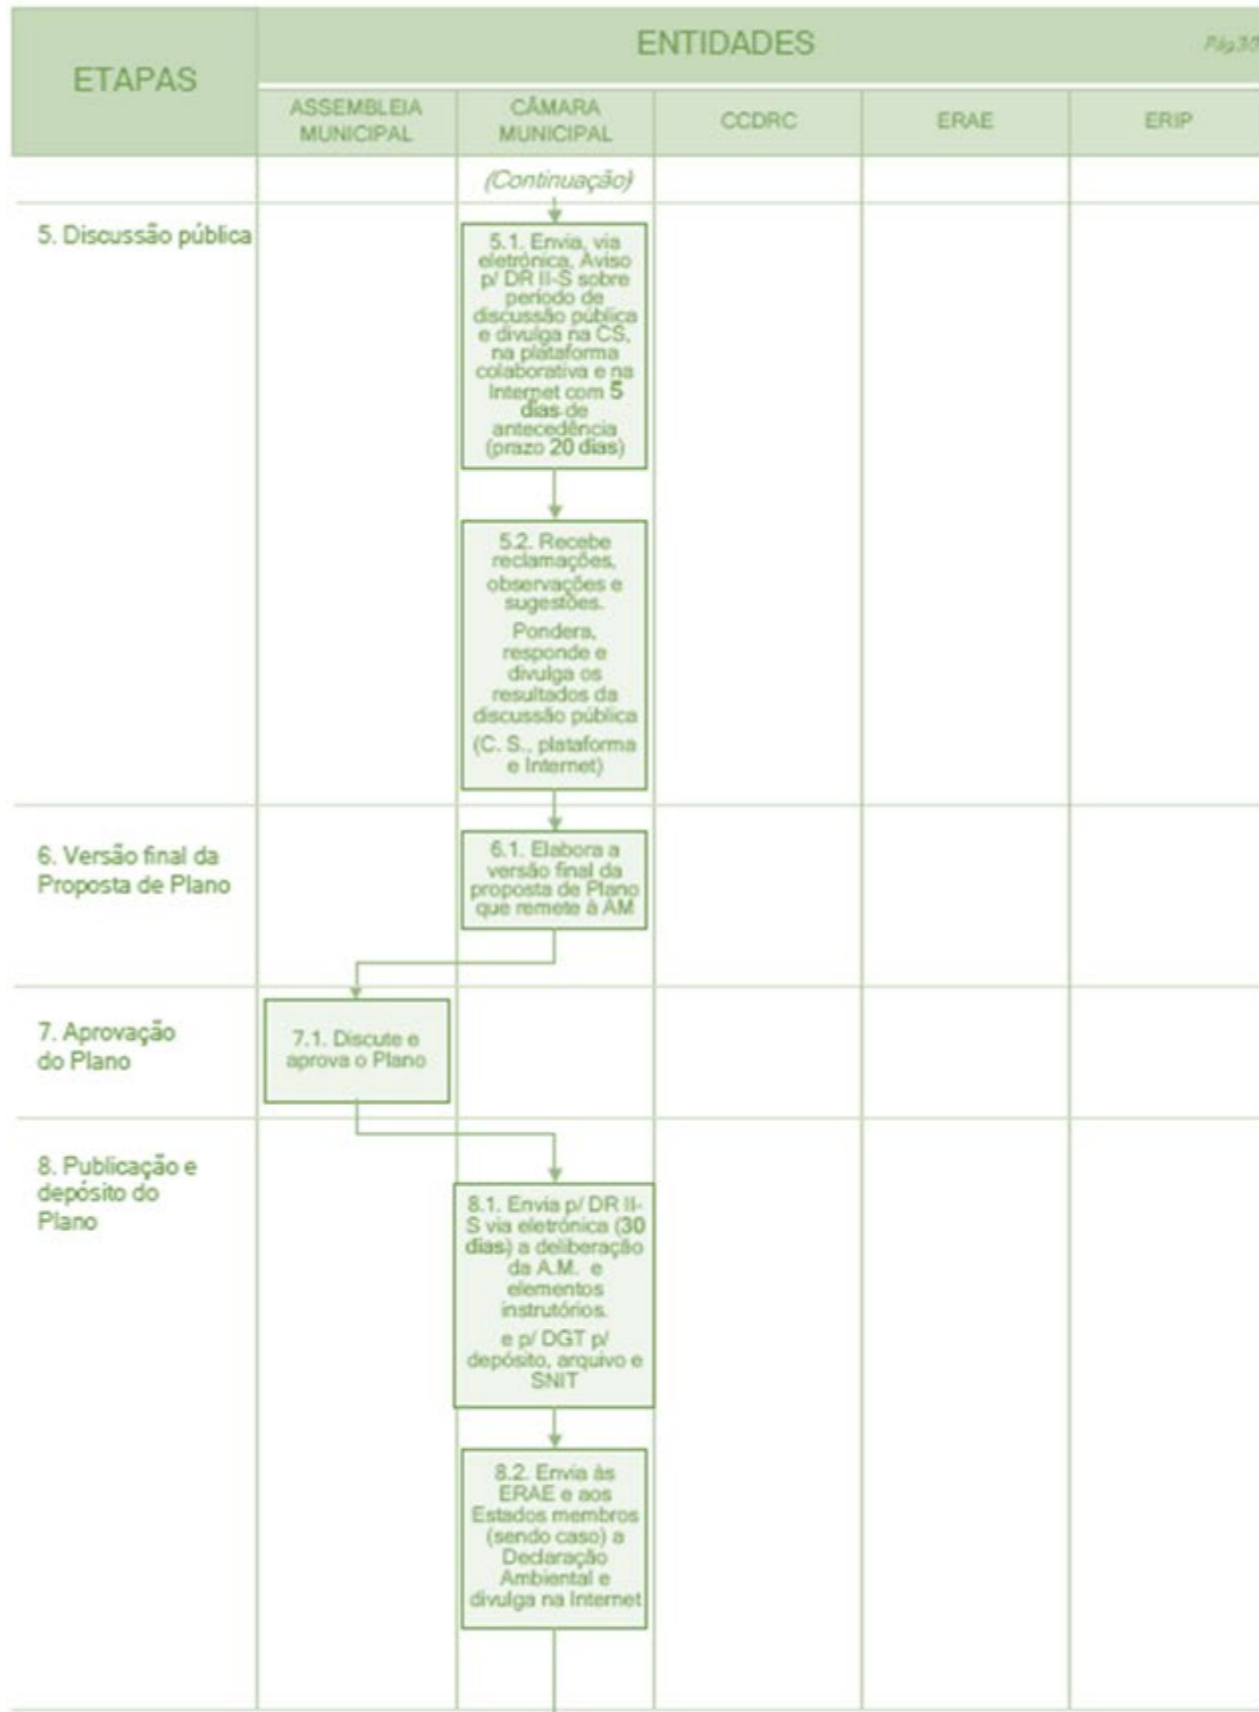 ETAPAS
ENTIDADES
ASSEMBLEIA
MUNICIPAL
CÂMARA
MUNICIPAL
CCDRC
ERAE
ERIP
(Continuação)
5. Discussão pública
5.1. Envia, via
eletrónica, Aviso
p/ DR II-S sobre
período de
discussão pública
e divulga na CS,
na plataforma
colaborativa e na
Internet com 5
dias de
antecedência
(prazo 20 dias)
5.2. Recebe
reclamações,
observações e
sugestões.
Pondera,
responde e
divulga os
resultados da
discussão pública
(C. S., plataforma
e Internet)
6. Versão final da
Proposta de Plano
6.1. Elabora a
versão final da
proposta de Plano
que remete à AM
7. Aprovação
do Plano
7.1. Discute e
aprova o Plano
8. Publicação e
depósito do
Plano
8.1. Envia p/ DR II-
S via eletrónica (30
dias) a deliberação
da A.M. e
elementos
instrutórios.
e p/ DGT p/
depósito, arquivo e
SNIT
8.2. Envia às
ERAE e aos
Estados membros
(sendo caso) a
Declaração
Ambiental e
divulga na Internet